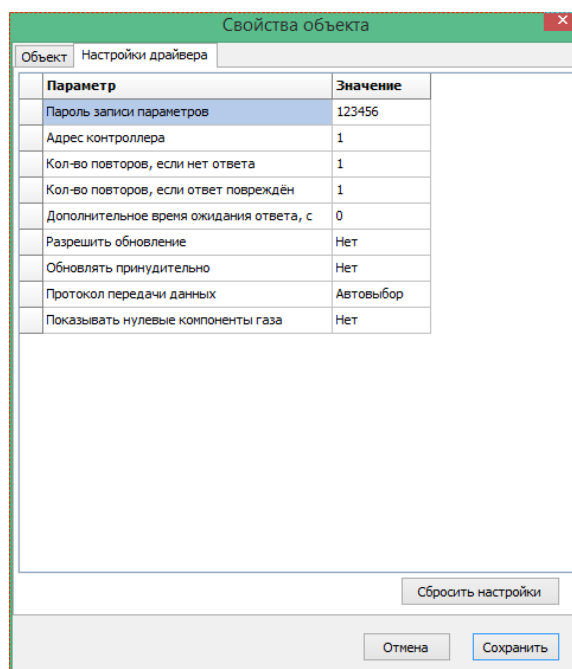 Свойства объекта
Объект Настройки драйвера
Параметр Значение
Пароль записи параметров 123456
Адрес контроллера 1
Кол-во повторов, если нет ответа 1
Кол-во повторов, если ответ повреждён 1
Дополнительное время ожидания ответа, с 0
Разрешить обновление Нет
Обновлять принудительно Нет
Протокол передачи данных Автовыбор
Показывать нулевые компоненты газа Нет
Сбросить настройки
Отмена Сохранить